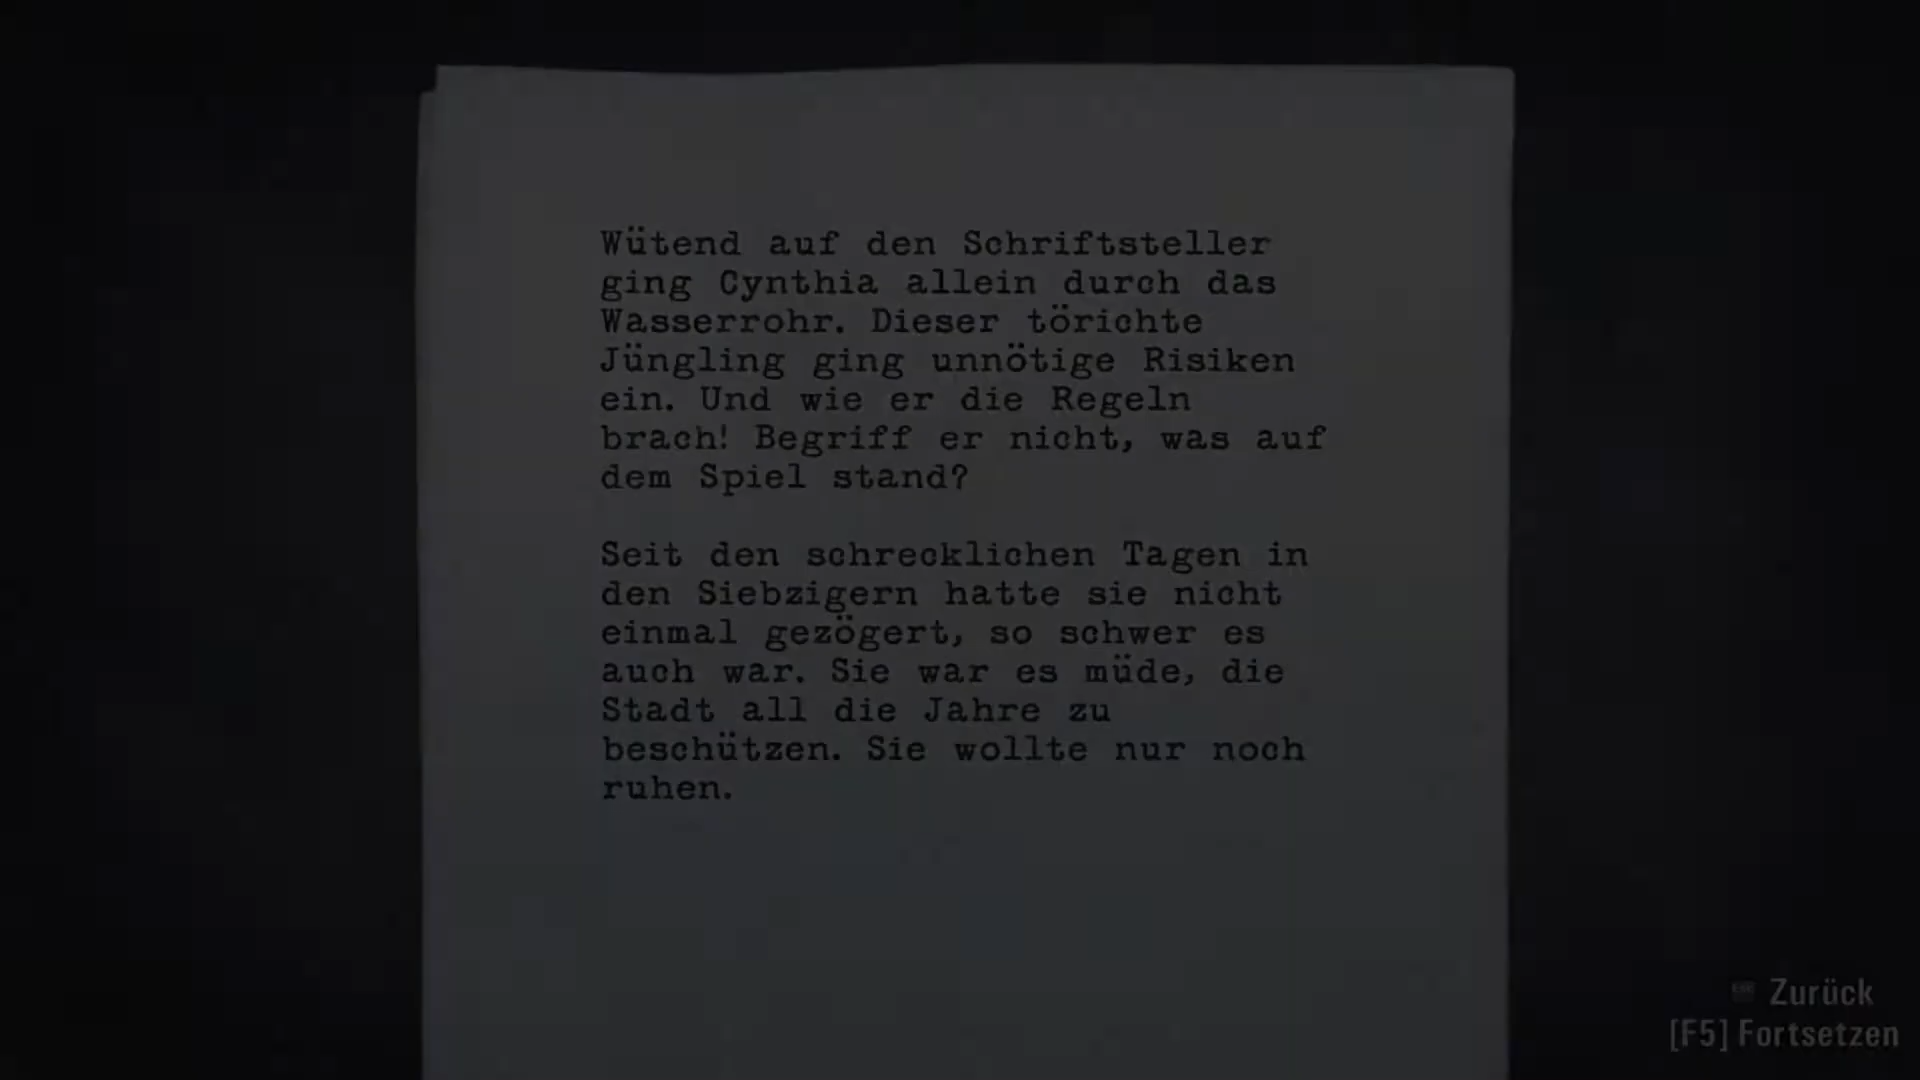 Wütend auf den Schriftsteller
ging Cynthia allein durch das
Wasserrohr. Dieser törichte
Jüngling ging unnötige Risiken
ein. Und wie er die Regeln
brach! Begriff er nicht, was auf
dem Spiel stand?
Seit den schrecklichen Tagen in
den Siebzigern hatte sie nicht
einmal gezögert, so schwer es
auch war. Sie war es müde, die
Stadt all die Jahre zu
beschützen. Sie wollte nur noch
ruhen.
Zurück
[F5] Fortsetzen